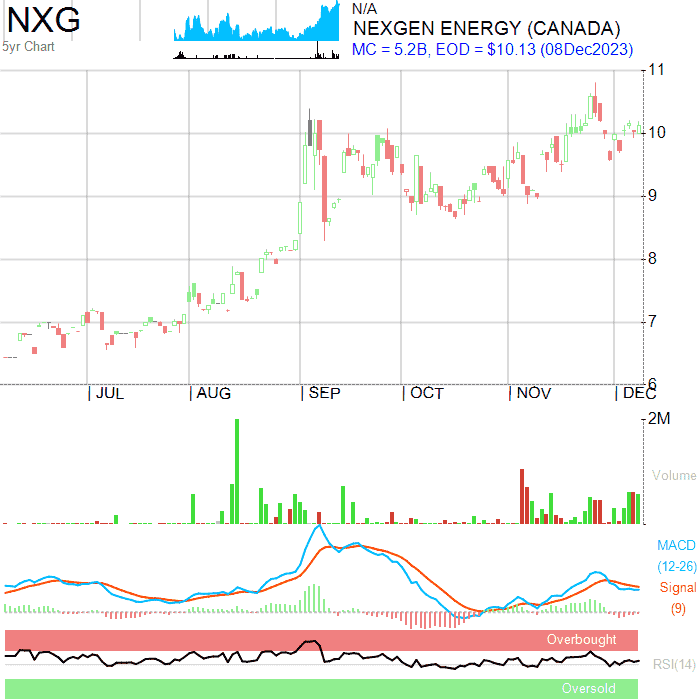 NXG
N/A
NEXGEN ENERGY (CANADA)
5yr Chart
MC = 5.2B, EOD = $10.13 (08Dec2023)
11
10
9
8
7
6
JUL AUG SEP OCT NOV DEC
2M
Volume
MACD
(12-26)
Signal
(9)
Overbought
RSI(14)
Oversold